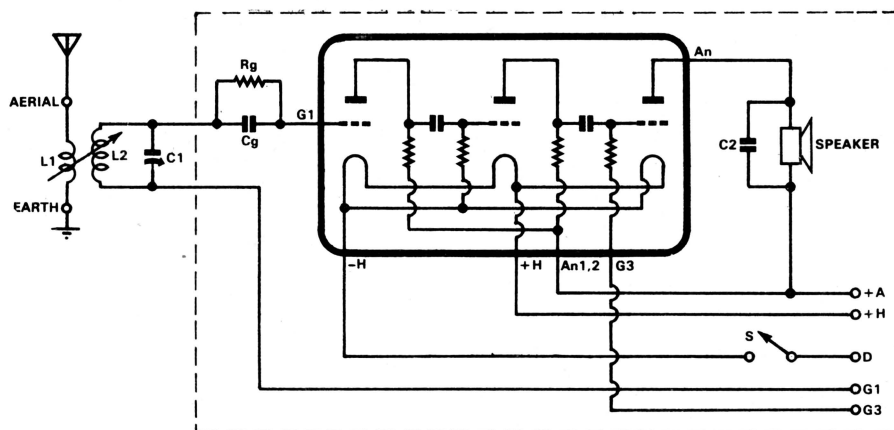 An
Rg
AERIAL
G1
Cg
L1
L2
C1
C2
SPEAKER
EARTH
-H
+H
An1,2
G3
+A
+H
S
D
G1
G3